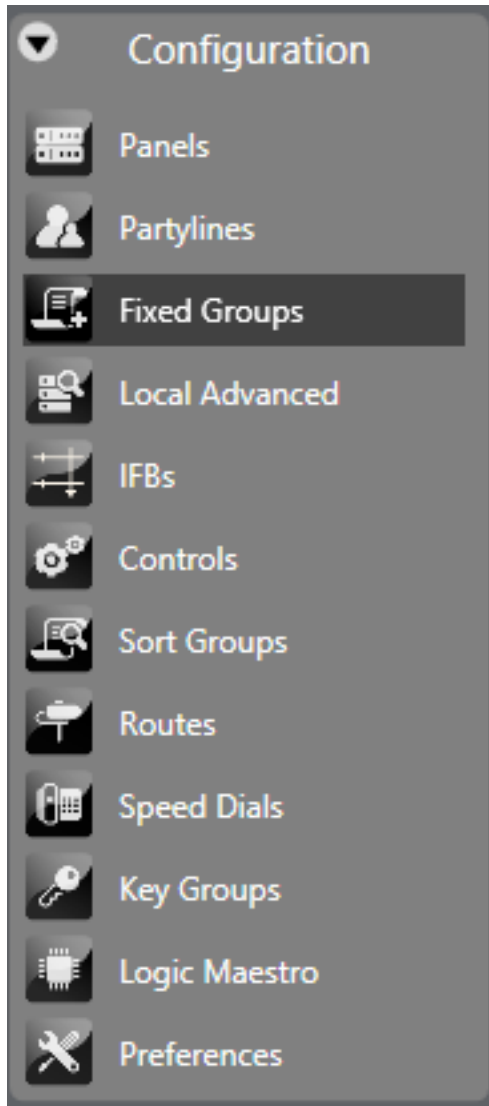 Configuration
Panels
Partylines
Fixed Groups
Local Advanced
IFBs
Controls
Sort Groups
Routes
Speed Dials
Key Groups
Logic Maestro
Preferences